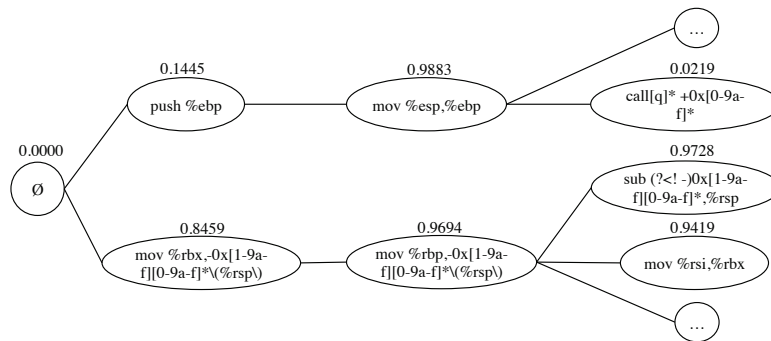 ...
0.1445
0.9883
0.0219
push %ebp
mov %esp,%ebp
call[q]* +0x[0-9a-
f]*
0.0000
Ø
0.9728
sub (?<! -)0x[1-9a-
f][0-9a-f]*,%rsp
0.8459
0.9694
0.9419
mov %rbx,-0x[1-9a-
f][0-9a-f]*\(%rsp\)
mov %rbp,-0x[1-9a-
f][0-9a-f]*\(%rsp\)
mov %rsi,%rbx
...